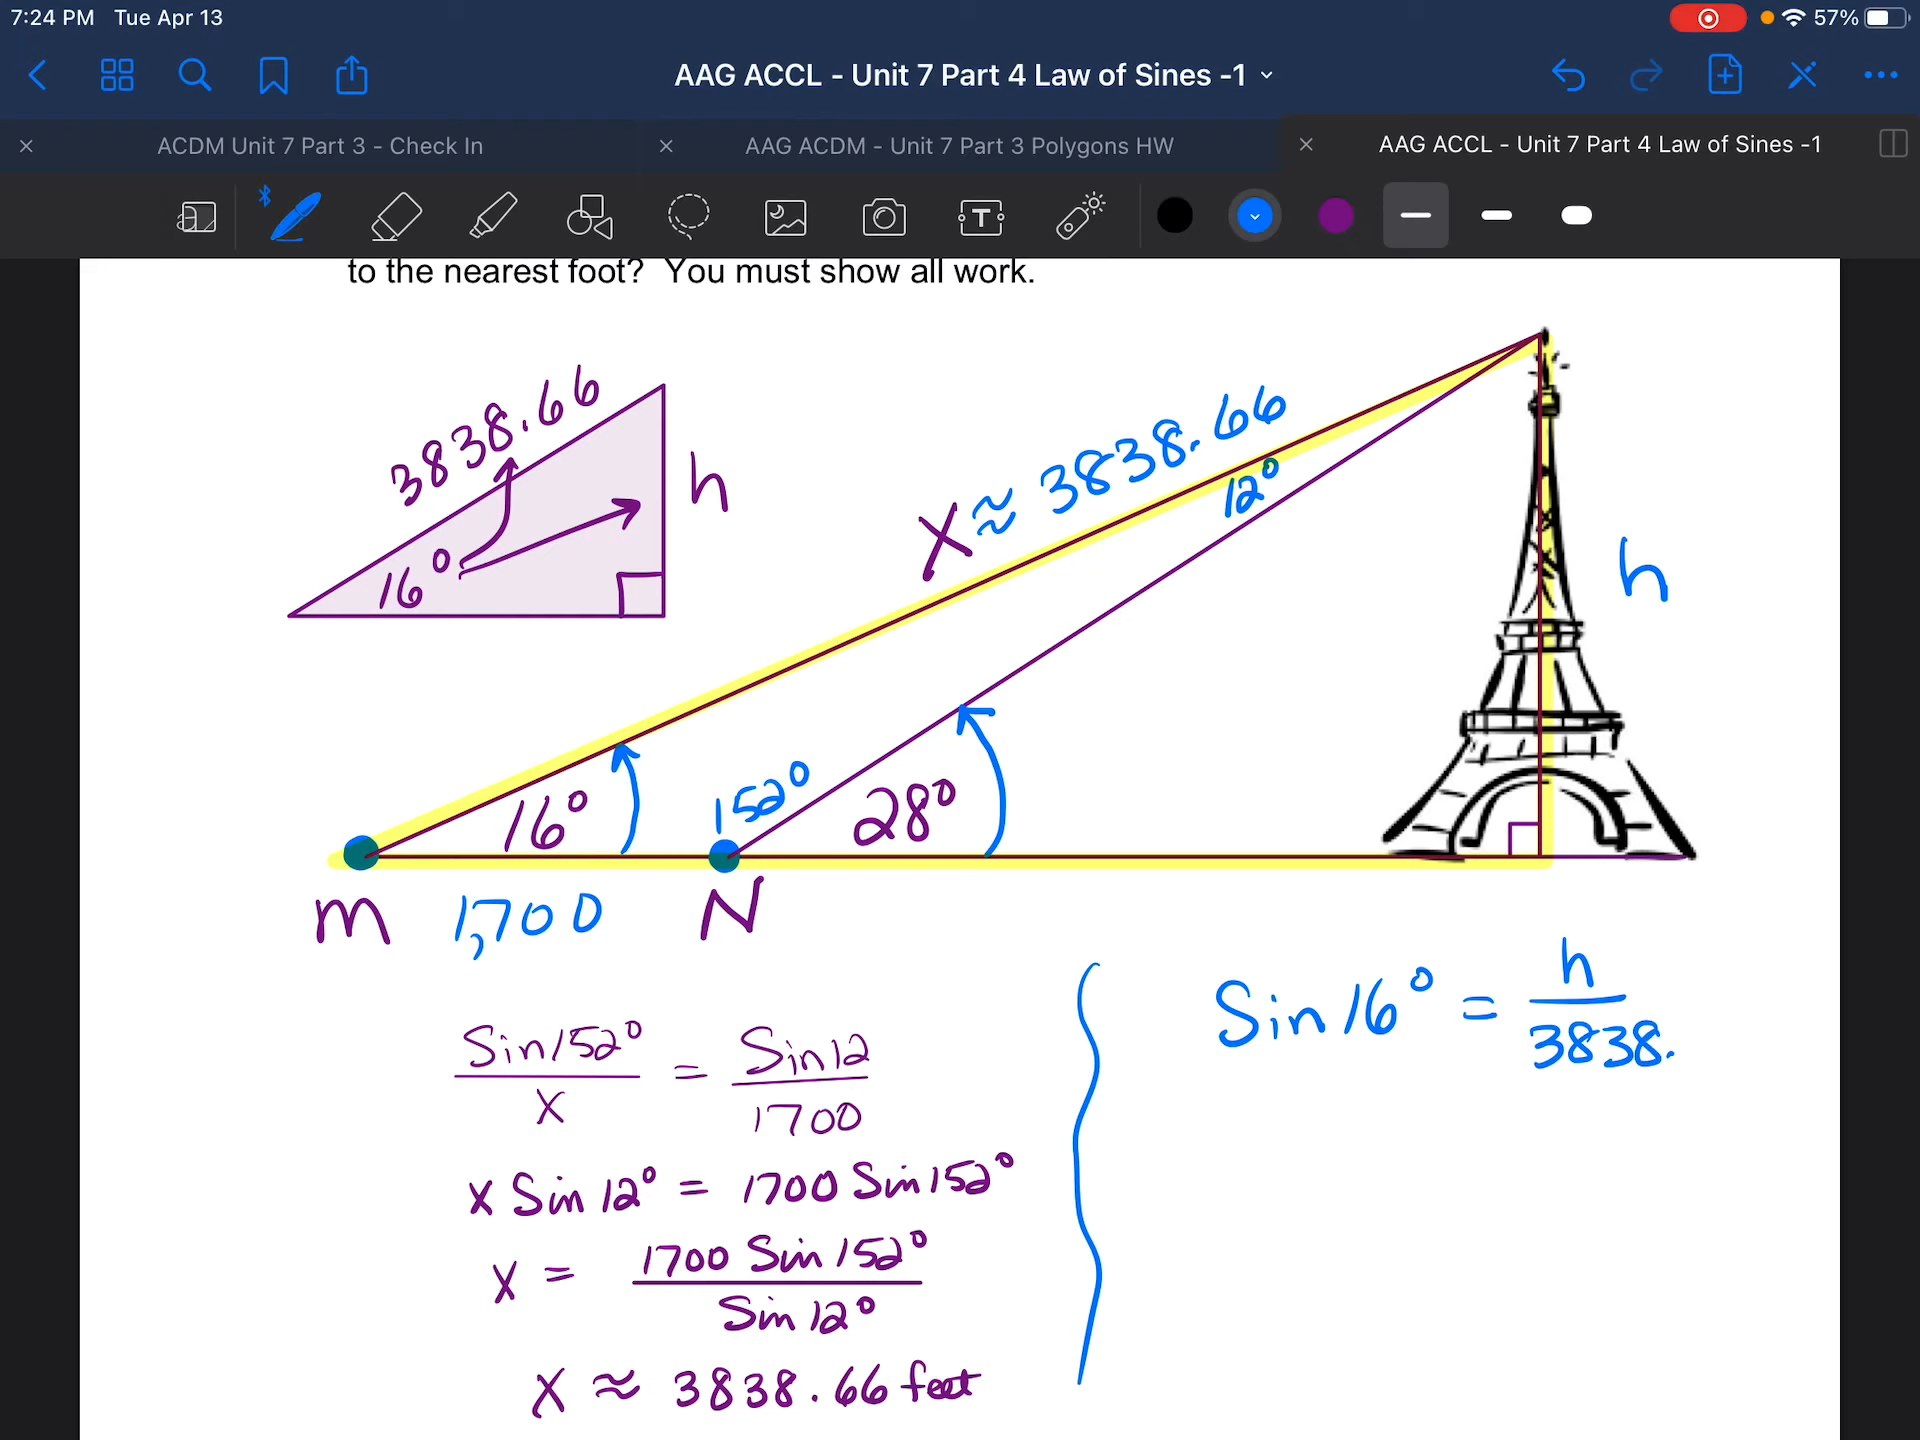 7:24 PM Tue Apr 13
57%
AAG ACCL - Unit 7 Part 4 Law of Sines -1
ACDM Unit 7 Part 3 - Check In
AAG ACDM - Unit 7 Part 3 Polygons HW
AAG ACCL - Unit 7 Part 4 Law of Sines -1
to the nearest foot? You must show all work.
3838.66
h
16°
X ≈ 3838.66
12°
h
16°
152°
28°
m
1,700
N
Sin152° / X = Sin12 / 1700
x Sin 12° = 1700 Sin 152°
x = 1700 Sin 152° / Sin 12°
X ≈ 3838.66 feet
Sin 16° = h / 3838.